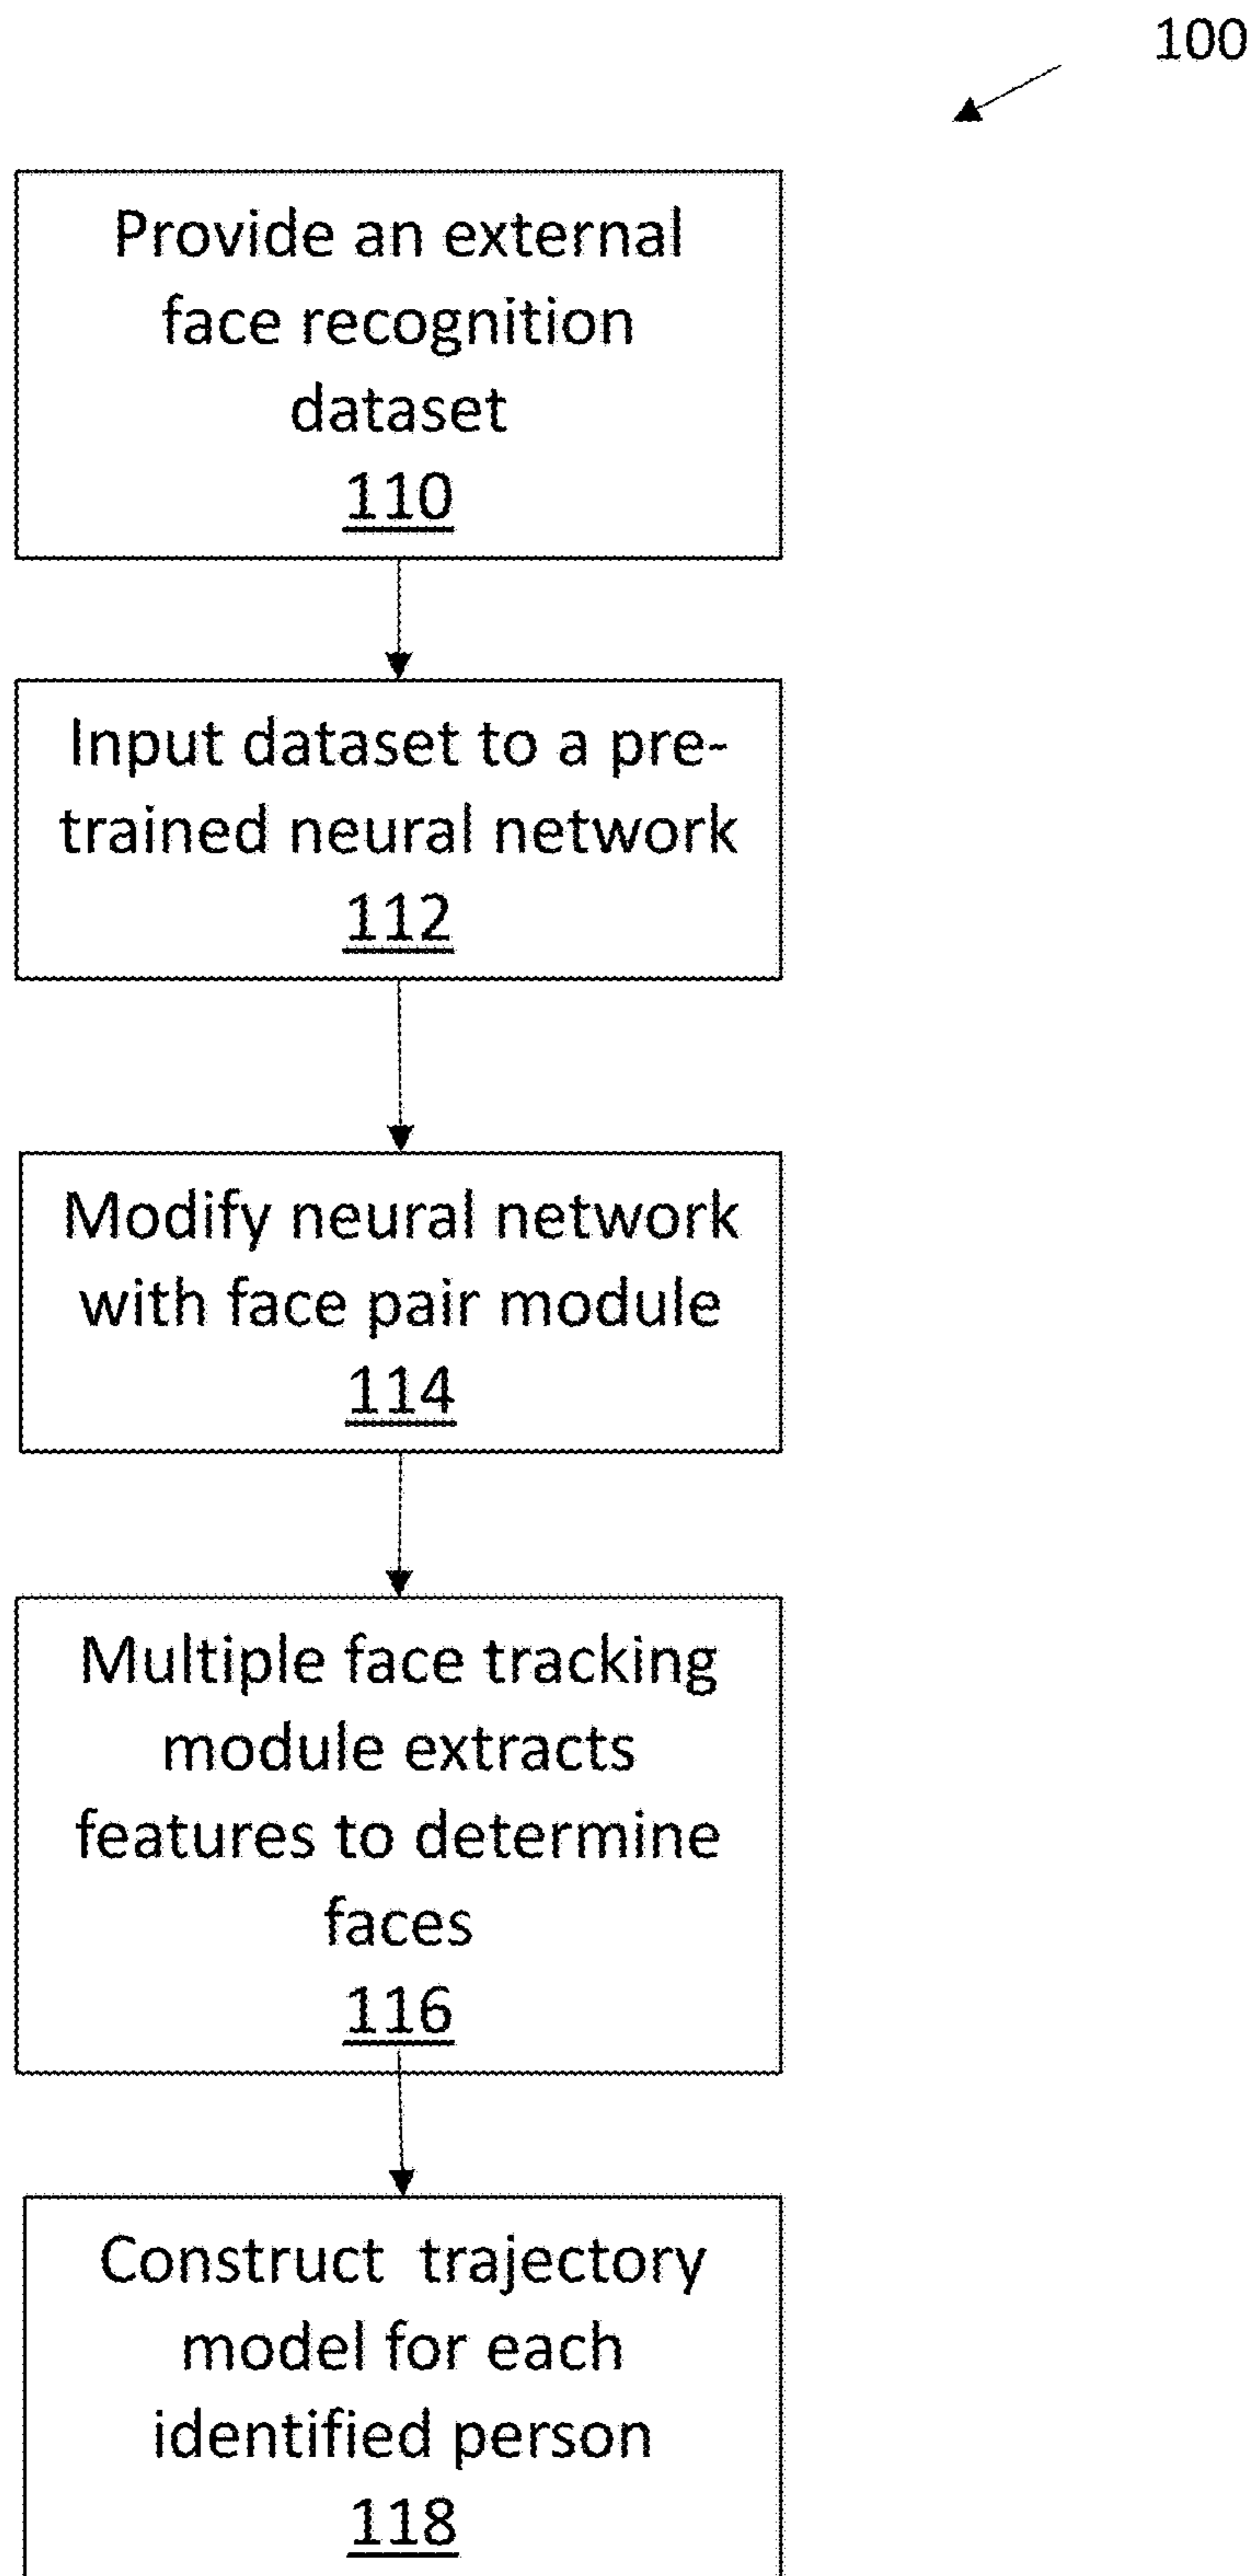 100
Provide an external
face recognition
dataset
110
Input dataset to a pre-
trained neural network
112
Modify neural network
with face pair module
114
Multiple face tracking
module extracts
features to determine
faces
116
Construct trajectory
model for each
identified person
118